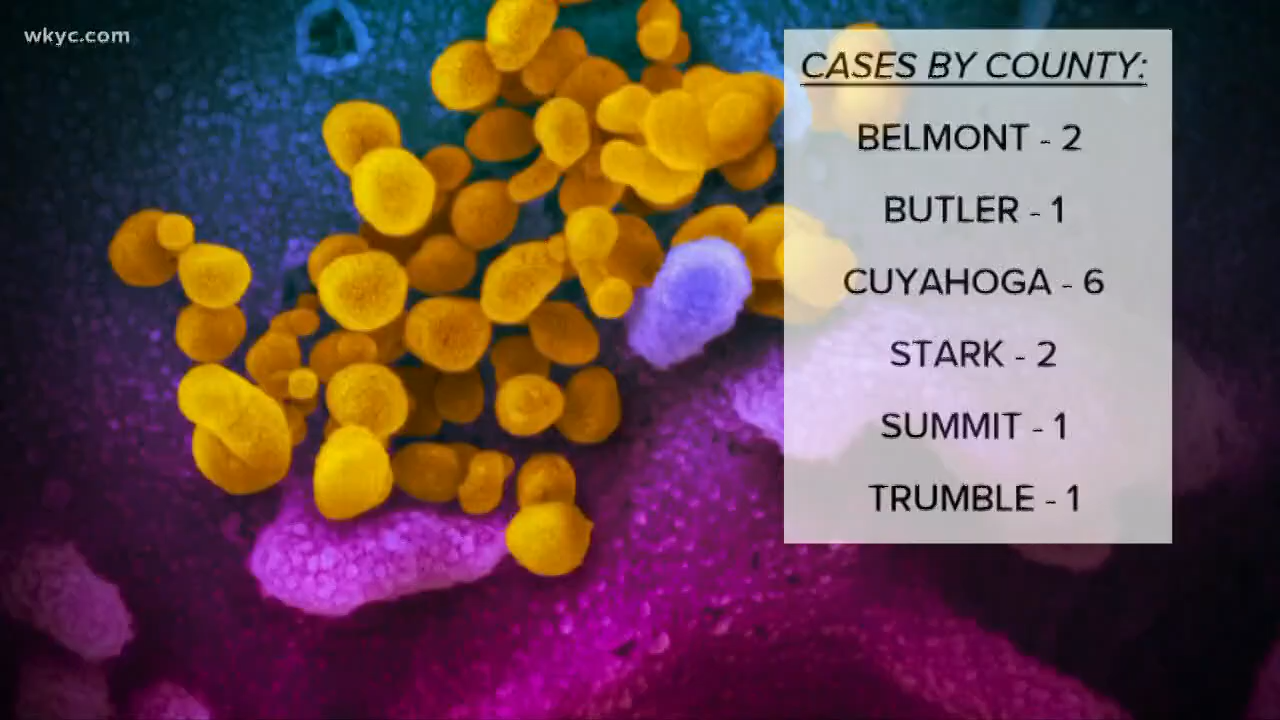 wkyc.com
CASES BY COUNTY:
BELMONT - 2
BUTLER - 1
CUYAHOGA - 6
STARK - 2
SUMMIT - 1
TRUMBLE - 1